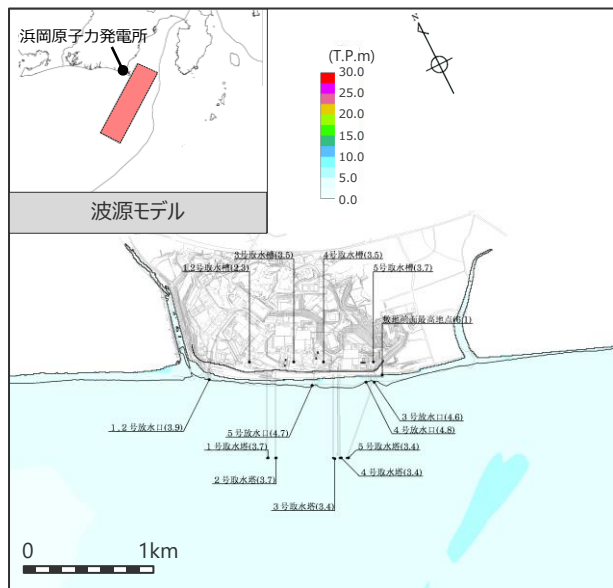 浜岡原子力発電所
波源モデル
(T.P.m)
30.0
25.0
20.0
15.0
10.0
5.0
0.0
3号取水槽(3.5)
4号取水槽(3.5)
1,2号取水槽(2.3)
5号取水槽(3.7)
1,2号放水口(3.9)
5号放水口(4.7)
3号放水口(4.6)
4号放水口(4.8)
1号取水塔(3.7)
5号取水塔(3.4)
2号取水塔(3.7)
4号取水塔(3.4)
3号取水塔(3.4)
0 1km